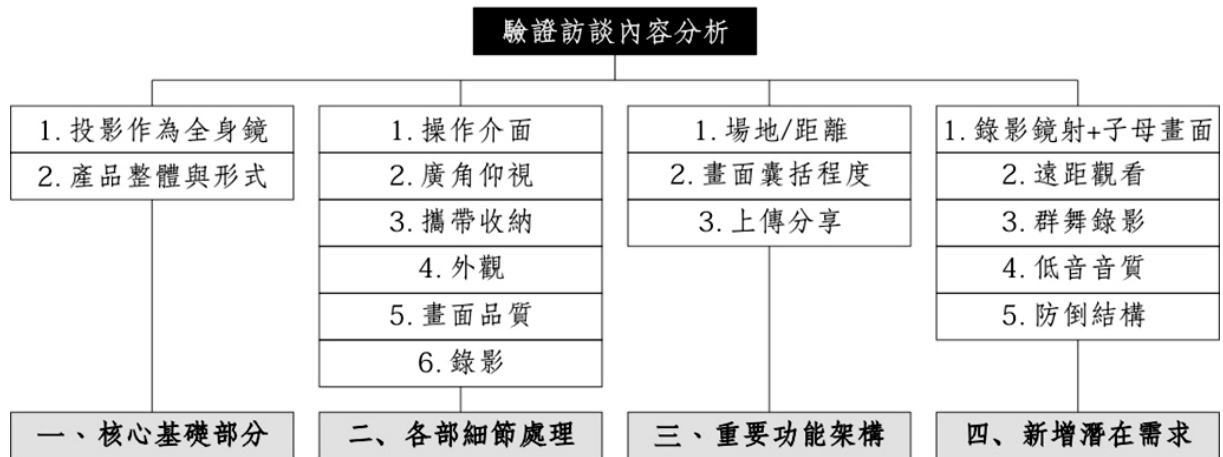 驗證訪談內容分析
1. 投影作為全身鏡
2. 產品整體與形式
一、核心基礎部分
1. 操作介面
2. 廣角仰視
3. 攜帶收納
4. 外觀
5. 畫面品質
6. 錄影
二、各部細節處理
1. 場地/距離
2. 畫面囊括程度
3. 上傳分享
三、重要功能架構
1. 錄影鏡射+子母畫面
2. 遠距觀看
3. 群舞錄影
4. 低音音質
5. 防倒結構
四、新增潛在需求